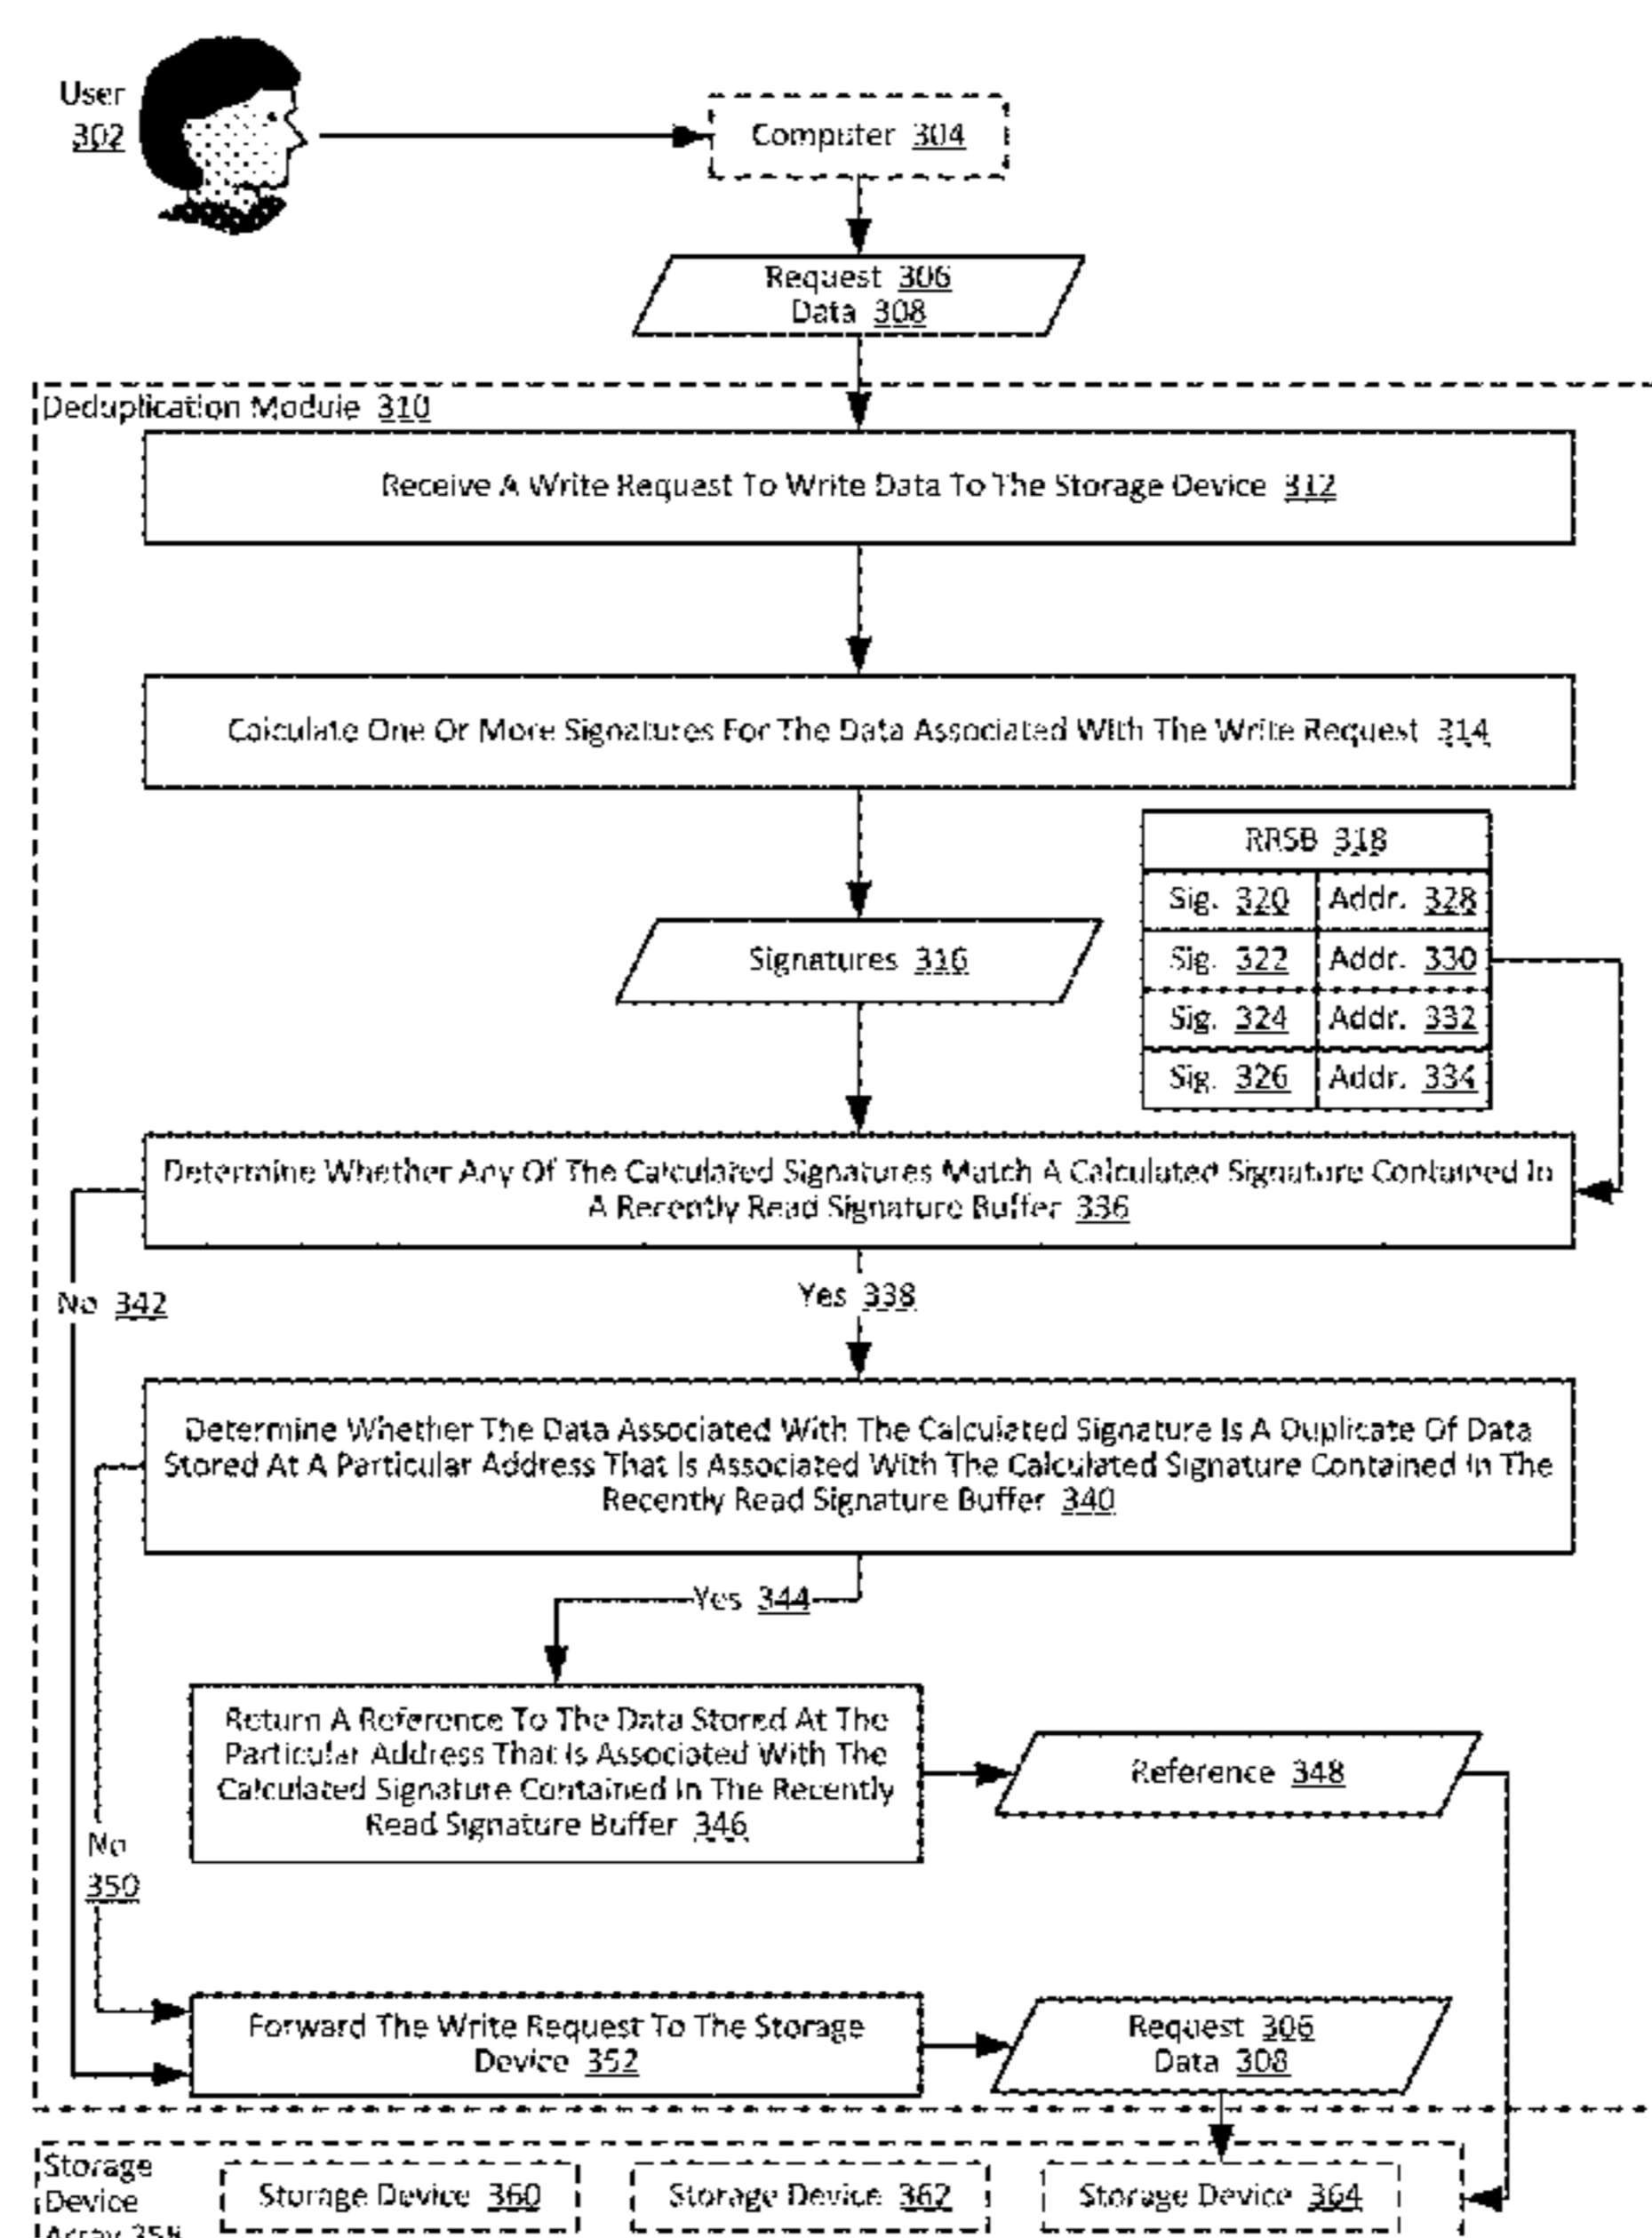 User
302
Computer 304
Request 306
Data 308
Deduplication Module 310
Receive A Write Request To Write Data To The Storage Device 312
Calculate One Or More Signatures For The Data Associated With The Write Request 314
RRSB 318
Sig. 320 Addr. 328
Signatures 316
Sig. 322 Addr. 330
Sig. 324 Addr. 332
Sig. 326 Addr. 334
Determine Whether Any Of The Calculated Signatures Match A Calculated Signature Contained In
A Recently Read Signature Buffer 336
No 342
Yes 338
Determine Whether The Data Associated With The Calculated Signature Is A Duplicate Of Data
Stored At A Particular Address That Is Associated With The Calculated Signature Contained In The
Recently Read Signature Buffer 340
Yes 344
Return A Reference To The Data Stored At The
Particular Address That Is Associated With The
Calculated Signature Contained In The Recently
Read Signature Buffer 346
Reference 348
No
350
Forward The Write Request To The Storage
Device 352
Request 306
Data 308
Storage
Device
Array 358
Storage Device 360
Storage Device 362
Storage Device 364